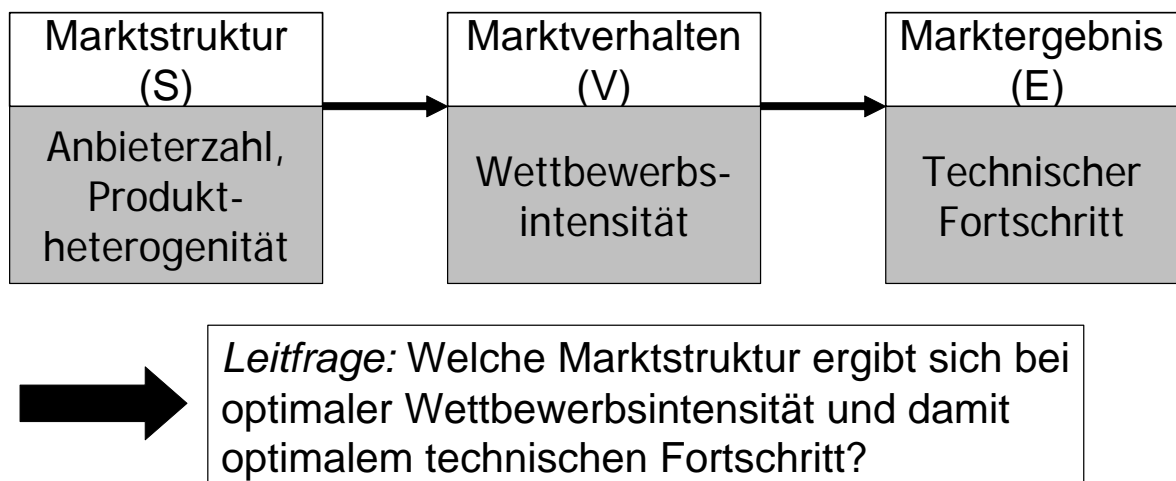 Marktstruktur
(S)
Anbieterzahl,
Produkt-
heterogenität
Marktverhalten
(V)
Wettbewerbs-
intensität
Marktergebnis
(E)
Technischer
Fortschritt
Leitfrage: Welche Marktstruktur ergibt sich bei
optimaler Wettbewerbsintensität und damit
optimalem technischen Fortschritt?